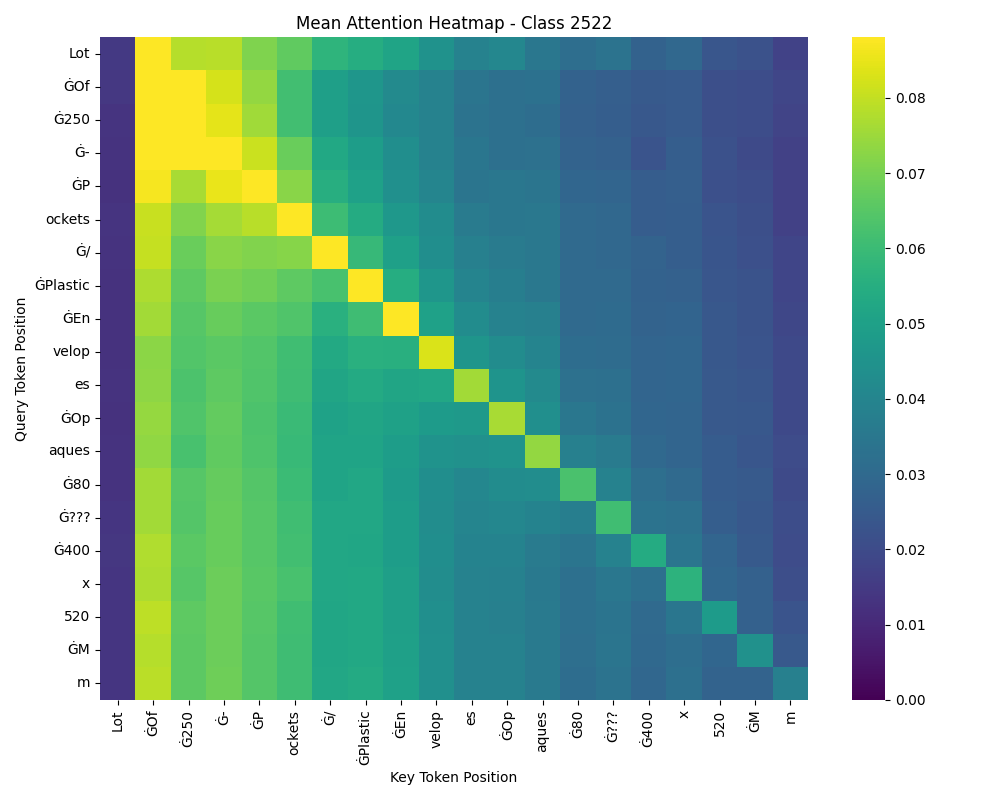 Mean Attention Heatmap - Class 2522
Query Token Position
Lot
ĠOf
Ġ250
Ġ-
ĠP
ockets
Ġ/
ĠPlastic
ĠEn
velop
es
ĠOp
aques
Ġ80
Ġ???
Ġ400
x
520
ĠM
m
Lot
ĠOf
Ġ250
Ġ-
ĠP
ockets
Ġ/
ĠPlastic
ĠEn
velop
es
ĠOp
aques
Ġ80
Ġ???
Ġ400
x
520
ĠM
m
Key Token Position
0.08
0.07
0.06
0.05
0.04
0.03
0.02
0.01
0.00